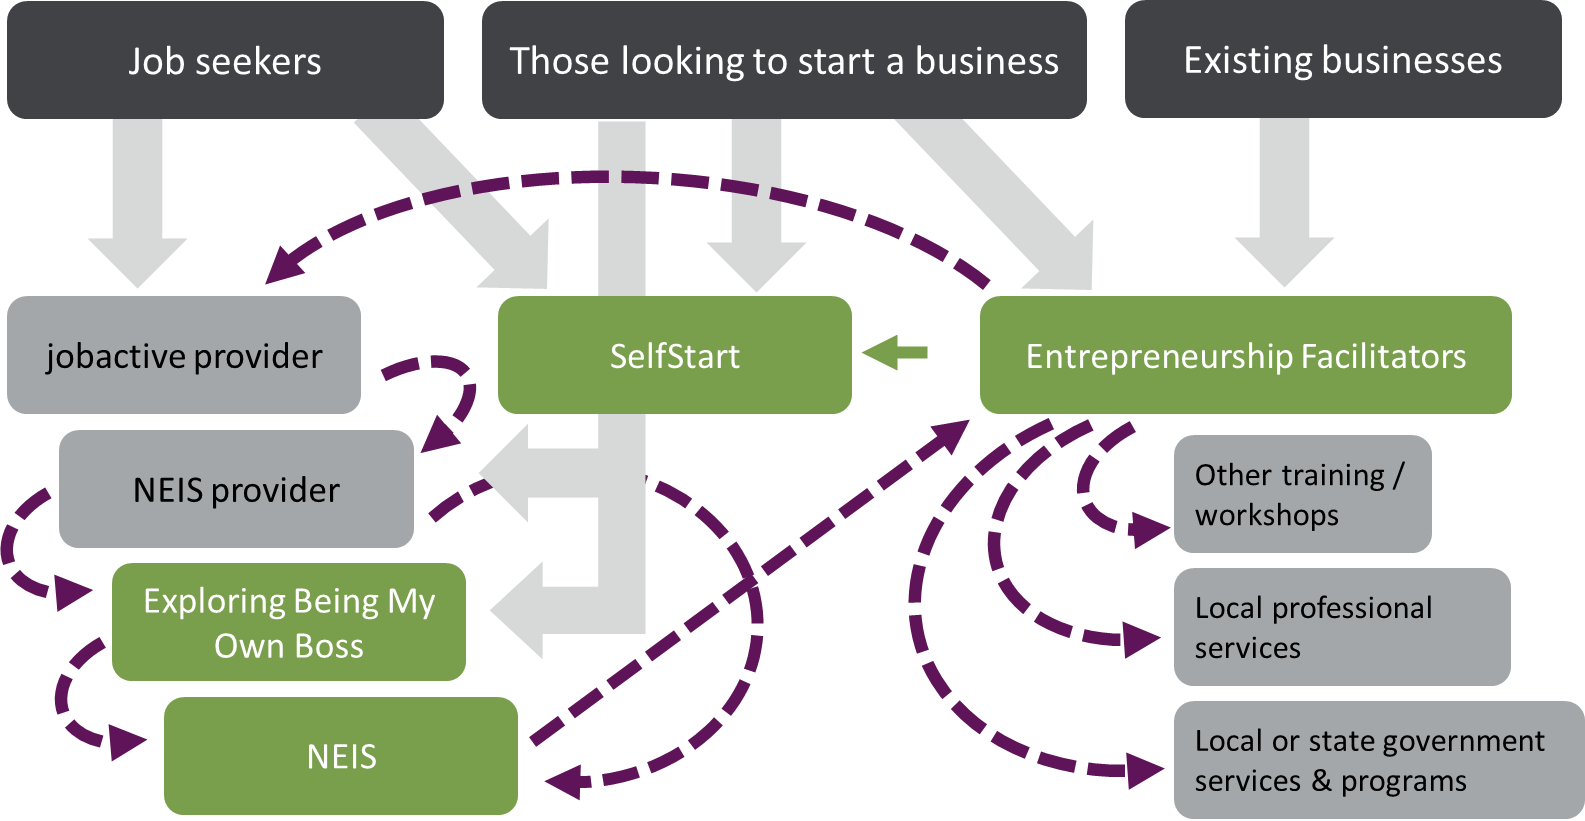 Job seekers
Those looking to start a business
Existing businesses
jobactive provider
SelfStart
Entrepreneurship Facilitators
NEIS provider
Other training /
workshops
Exploring Being My
Own Boss
Local professional
services
NEIS
Local or state government
services & programs